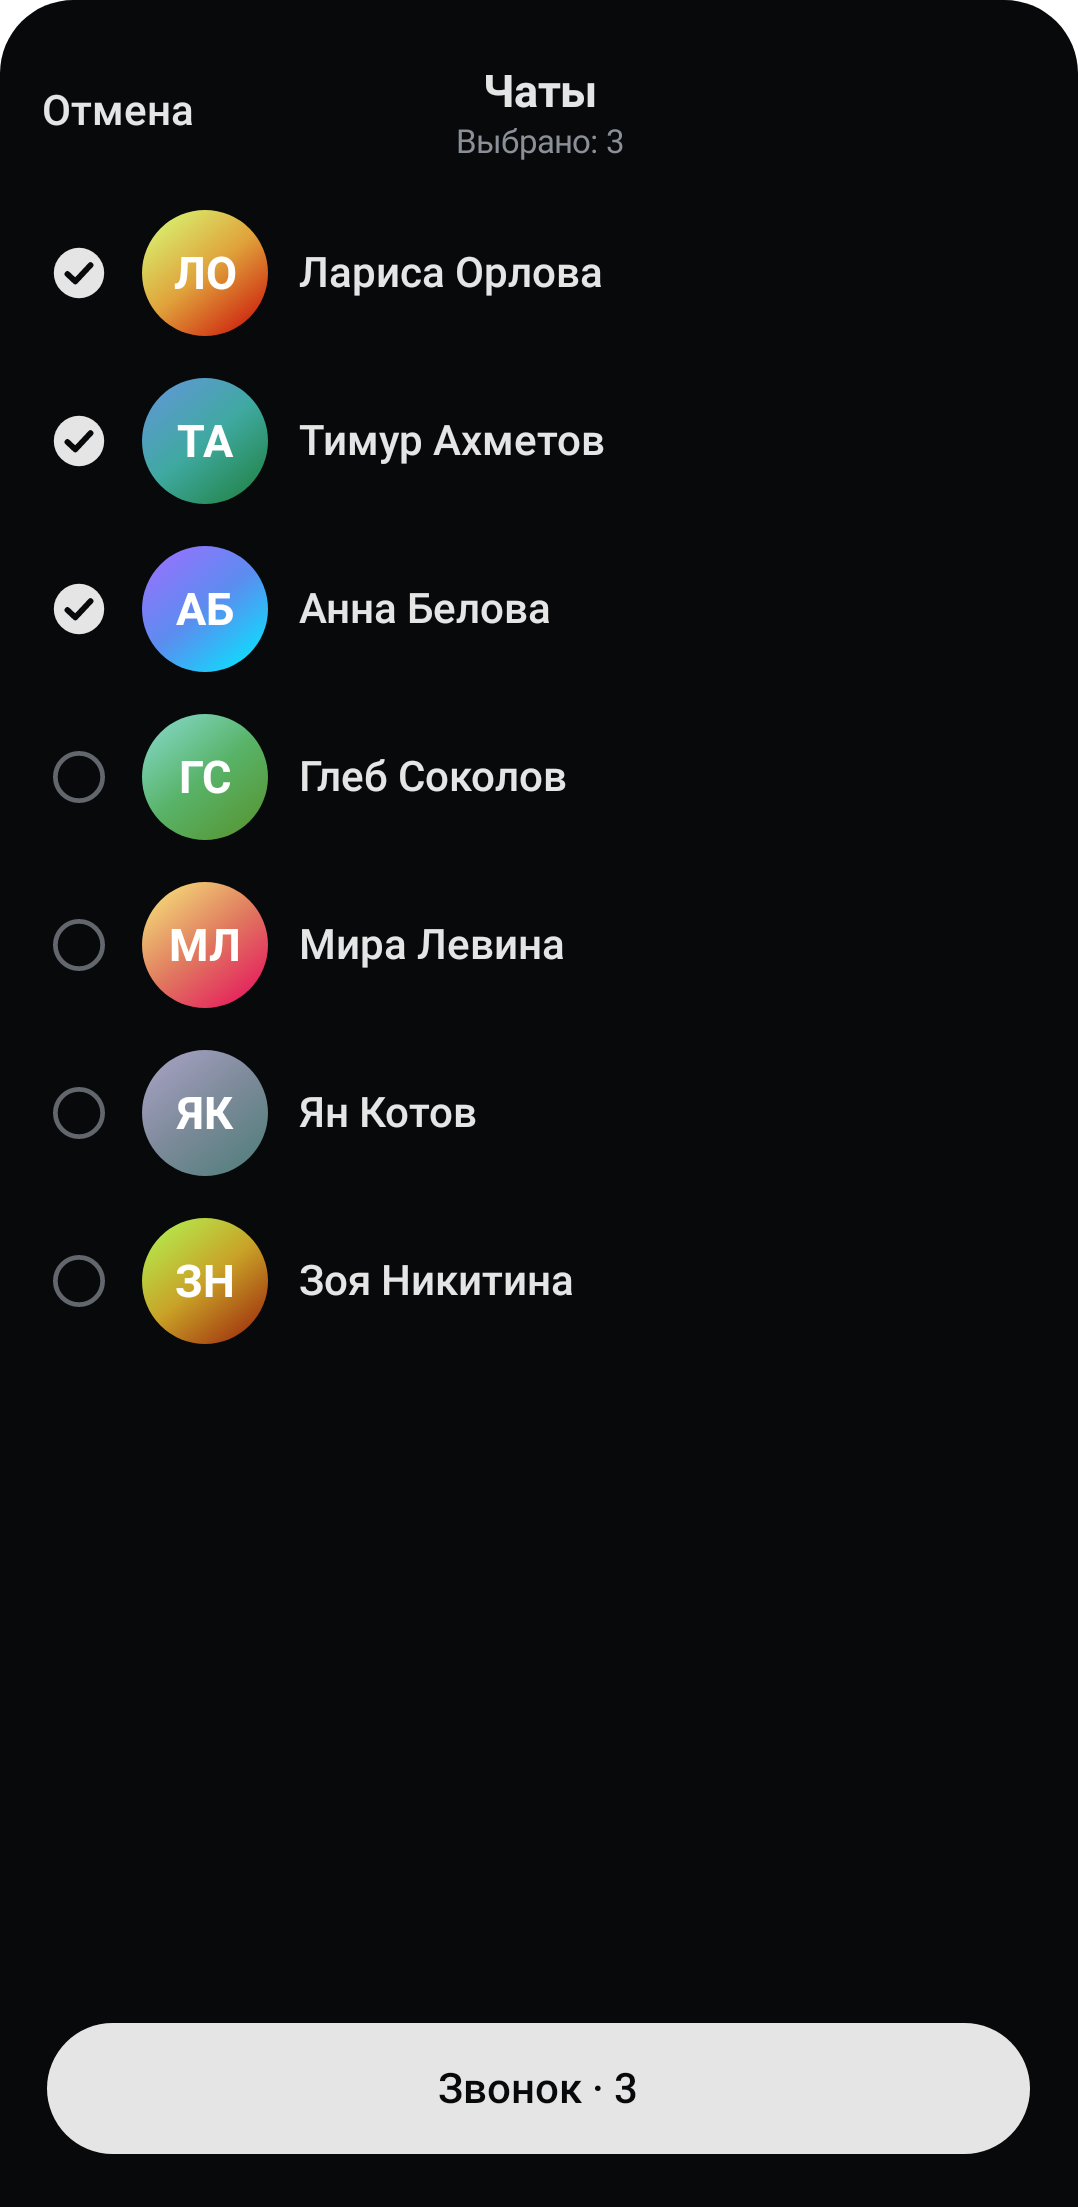 Отмена
Чаты
Выбрано: 3
ЛО
Лариса Орлова
ТА
Тимур Ахметов
АБ
Анна Белова
ГС
Глеб Соколов
МЛ
Мира Левина
ЯК
Ян Котов
ЗН
Зоя Никитина
Звонок · 3